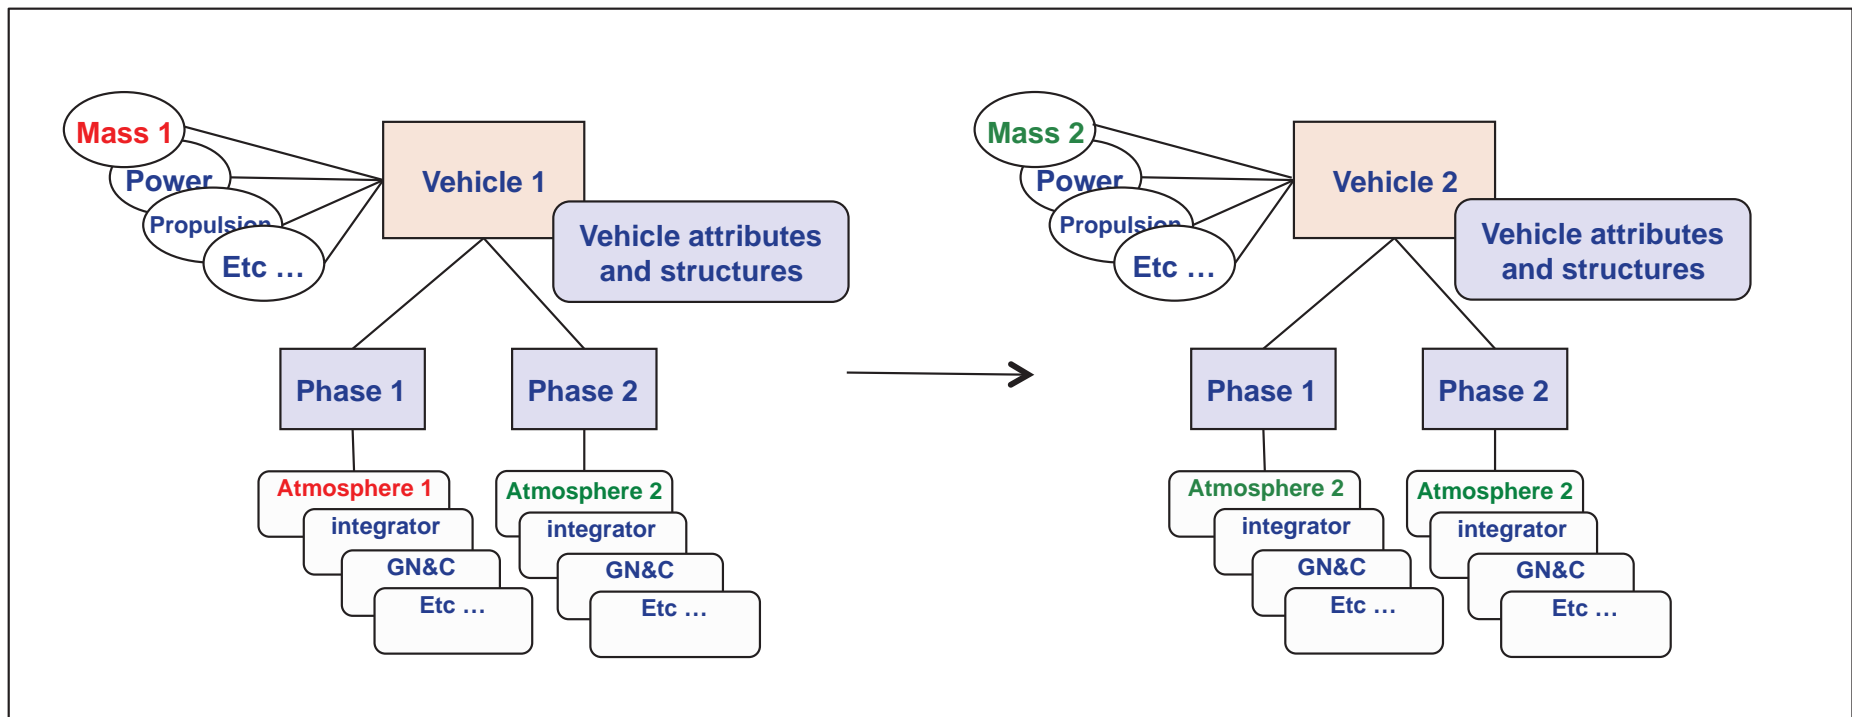 Mass 1
Power
Propulsion
Etc …
Vehicle 1
Vehicle attributes
and structures
Phase 1
Phase 2
Atmosphere 1
integrator
GN&C
Etc …
Atmosphere 2
integrator
GN&C
Etc …
Mass 2
Power
Propulsion
Etc …
Vehicle 2
Vehicle attributes
and structures
Phase 1
Phase 2
Atmosphere 2
integrator
GN&C
Etc …
Atmosphere 2
integrator
GN&C
Etc …